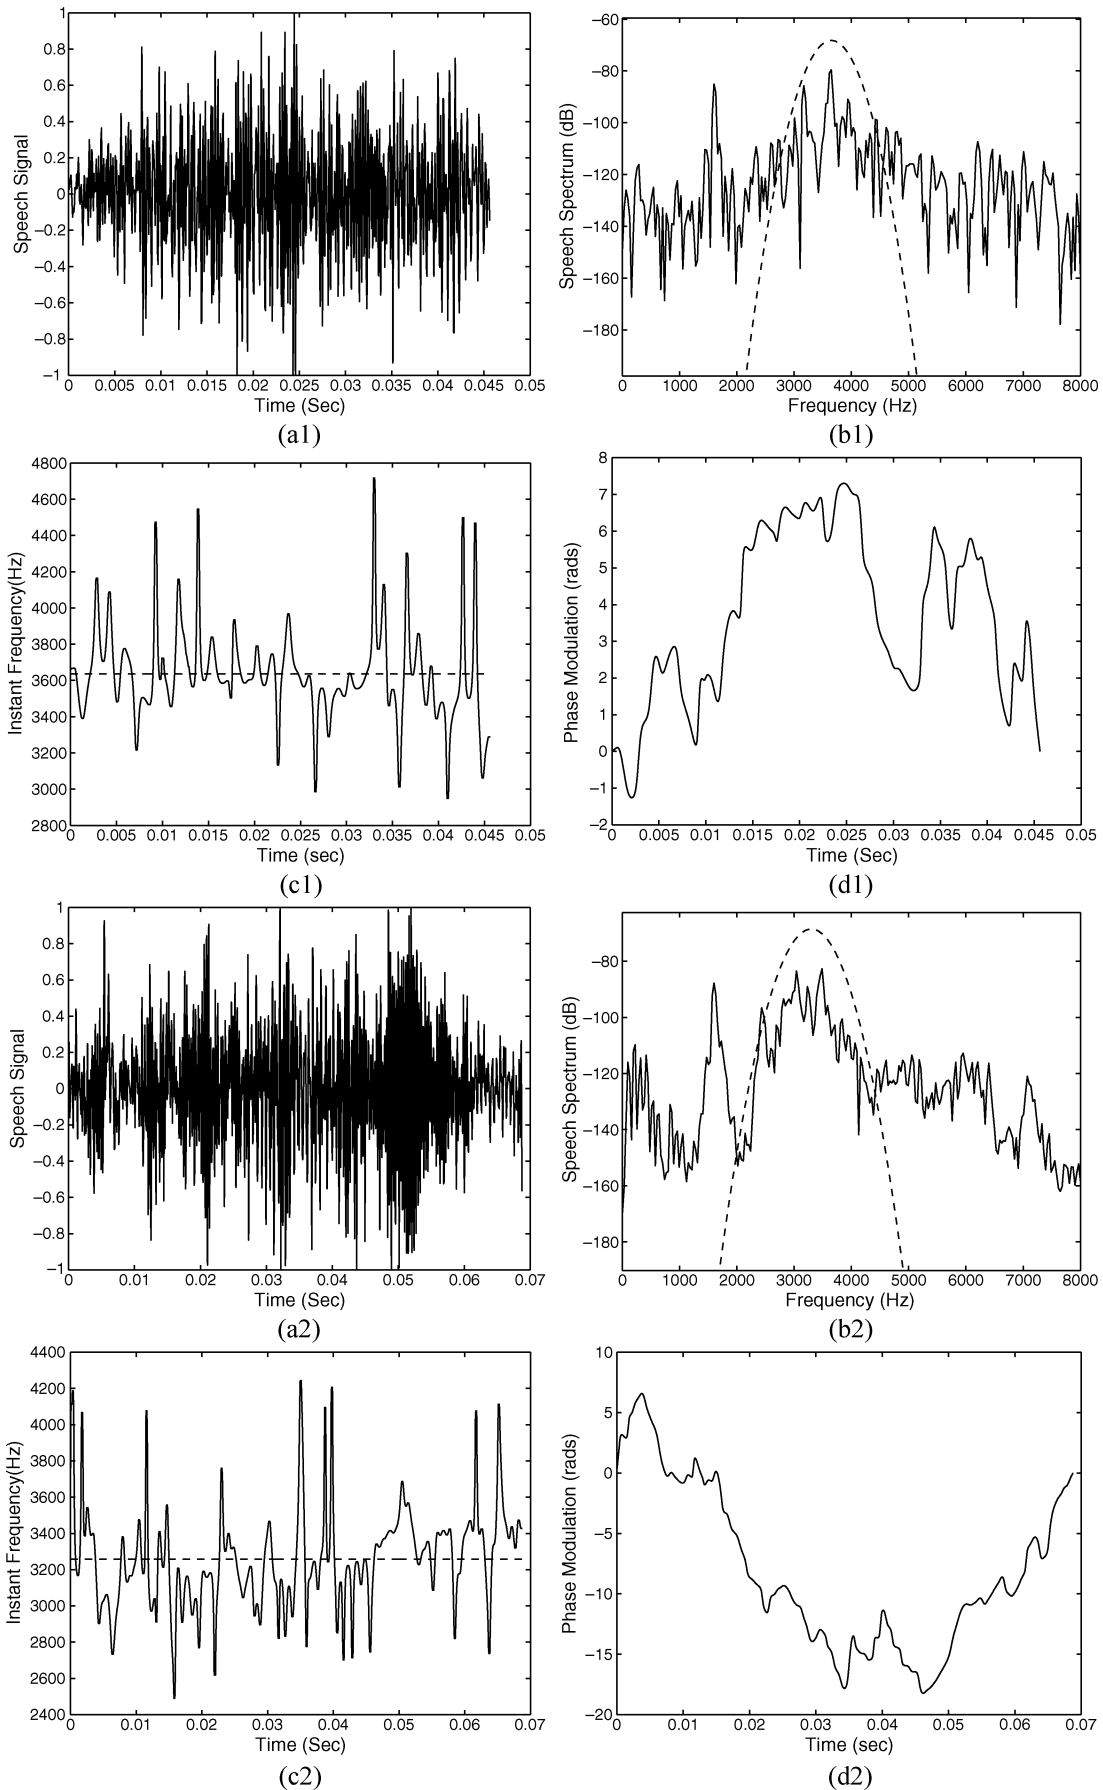 1
0.8
0.6
0.4
0.2
0
−0.2
−0.4
−0.6
−0.8
−1
Speech Signal
0 0.005 0.01 0.015 0.02 0.025 0.03 0.035 0.04 0.045 0.05
Time (Sec)
(a1)
−60
−80
−100
−120
−140
−160
−180
Speech Spectrum (dB)
0 1000 2000 3000 4000 5000 6000 7000 8000
Frequency (Hz)
(b1)
4800
4600
4400
4200
4000
3800
3600
3400
3200
3000
2800
Instant Frequency(Hz)
0 0.005 0.01 0.015 0.02 0.025 0.03 0.035 0.04 0.045 0.05
Time (sec)
(c1)
8
7
6
5
4
3
2
1
0
−1
−2
Phase Modulation (rads)
0 0.005 0.01 0.015 0.02 0.025 0.03 0.035 0.04 0.045 0.05
Time (Sec)
(d1)
1
0.8
0.6
0.4
0.2
0
−0.2
−0.4
−0.6
−0.8
−1
Speech Signal
0 0.01 0.02 0.03 0.04 0.05 0.06 0.07
Time (Sec)
(a2)
−80
−100
−120
−140
−160
−180
Speech Spectrum (dB)
0 1000 2000 3000 4000 5000 6000 7000 8000
Frequency (Hz)
(b2)
4400
4200
4000
3800
3600
3400
3200
3000
2800
2600
2400
Instant Frequency(Hz)
0 0.01 0.02 0.03 0.04 0.05 0.06 0.07
Time (Sec)
(c2)
10
5
0
−5
−10
−15
−20
Phase Modulation (rads)
0 0.01 0.02 0.03 0.04 0.05 0.06 0.07
Time (sec)
(d2)